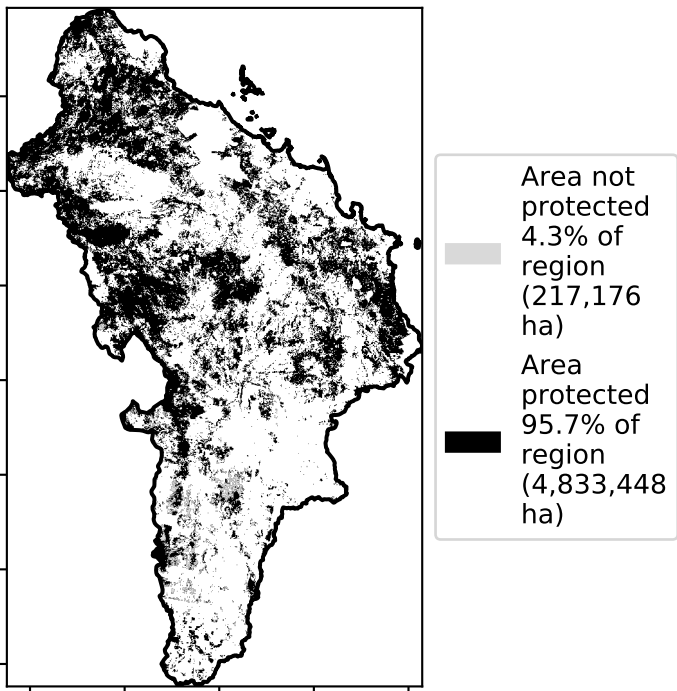 Area not
protected
4.3% of
region
(217,176
ha)
Area
protected
95.7% of
region
(4,833,448
ha)